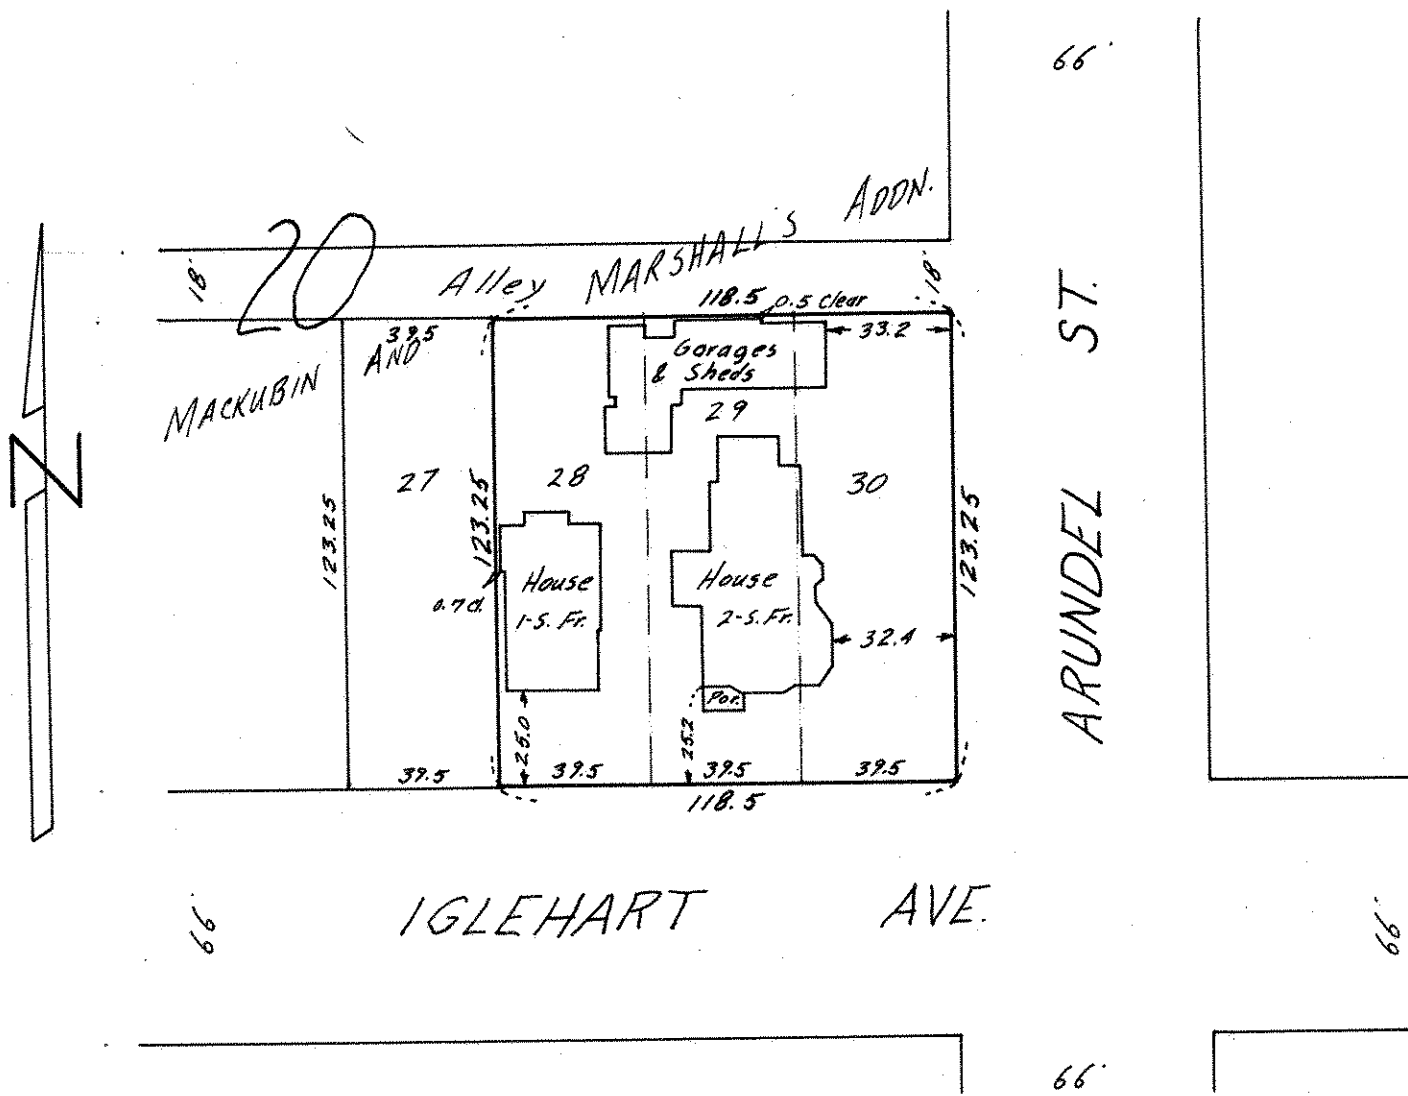 66'
MACKUBIN AND MARSHALL'S ADDN.
20
18'
Alley
18'
118.5
0.5 Clear
39.5
33.2
Garages
& Sheds
29
27
28
30
123.25
123.25
123.25
House
1-S. Fr.
0.7 Cl.
House
2-S. Fr.
32.4
Por.
25.0
25.2
39.5
39.5
39.5
39.5
118.5
N
ARUNDEL ST.
IGLEHART AVE.
66'
66'
66'